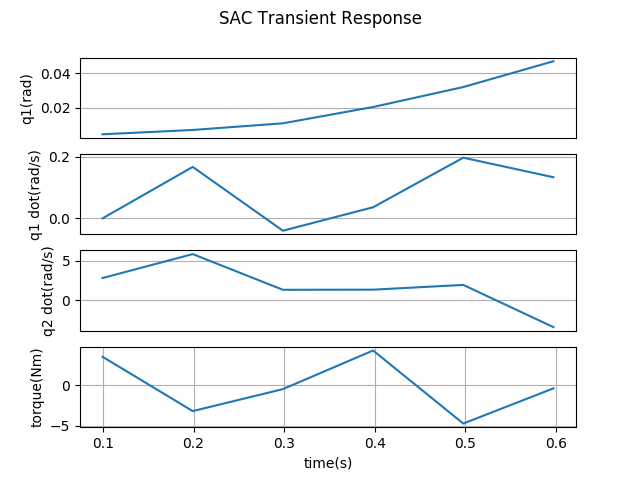 SAC Transient Response
q1(rad)
0.04
0.02
q1 dot(rad/s)
0.2
0.0
q2 dot(rad/s)
5
0
torque(Nm)
0
−5
0.1 0.2 0.3 0.4 0.5 0.6
time(s)